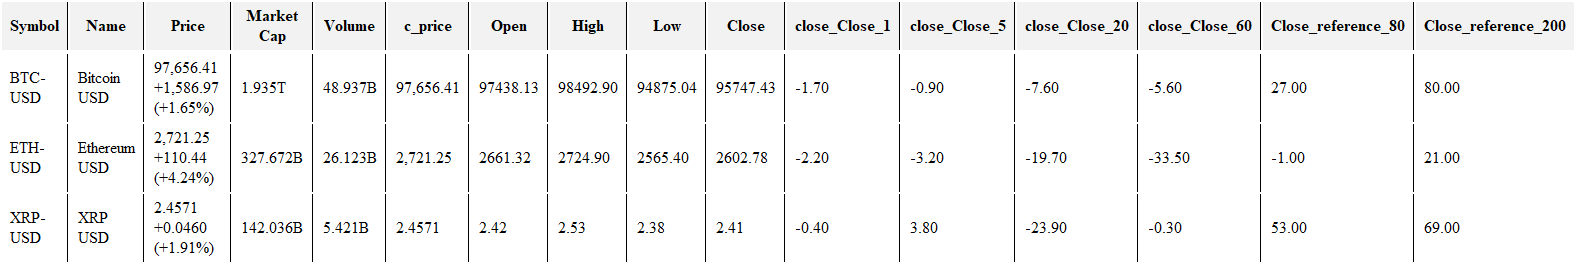 Symbol Name Price Market Cap Volume c_price Open High Low Close close_Close_1 close_Close_5 close_Close_20 close_Close_60 Close_reference_80 Close_reference_200
BTC-USD Bitcoin USD 97,656.41 +1,586.97 (+1.65%) 1.935T 48.937B 97,656.41 97438.13 98492.90 94875.04 95747.43 -1.70 -0.90 -7.60 -5.60 27.00 80.00
ETH-USD Ethereum USD 2,721.25 +110.44 (+4.24%) 327.672B 26.123B 2,721.25 2661.32 2724.90 2565.40 2602.78 -2.20 -3.20 -19.70 -33.50 -1.00 21.00
XRP-USD XRP USD 2.4571 +0.0460 (+1.91%) 142.036B 5.421B 2.4571 2.42 2.53 2.38 2.41 -0.40 3.80 -23.90 -0.30 53.00 69.00